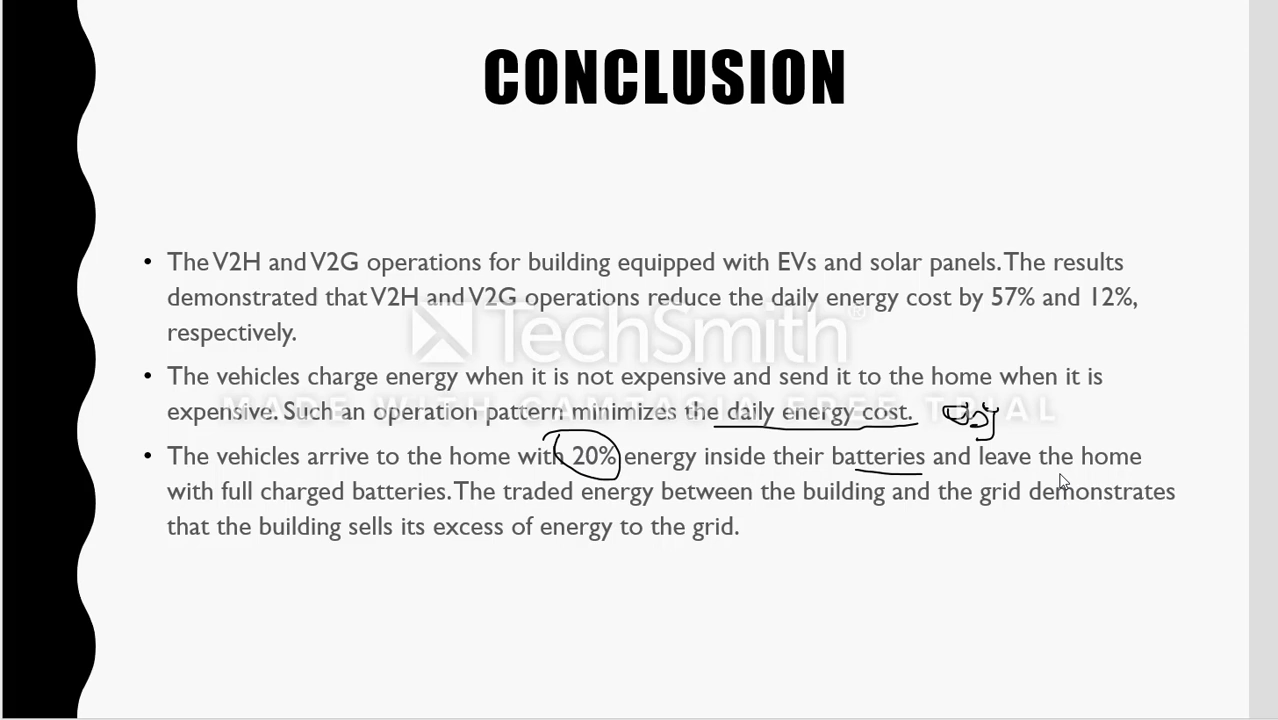 CONCLUSION
• The V2H and V2G operations for building equipped with EVs and solar panels. The results
demonstrated that V2H and V2G operations reduce the daily energy cost by 57% and 12%,
respectively.
TechSmith®
• The vehicles charge energy when it is not expensive and send it to the home when it is
expensive. Such an operation pattern minimizes the daily energy cost.
MADE WITH CAMTASIA FREE TRIAL
• The vehicles arrive to the home with 20% energy inside their batteries and leave the home
with full charged batteries. The traded energy between the building and the grid demonstrates
that the building sells its excess of energy to the grid.